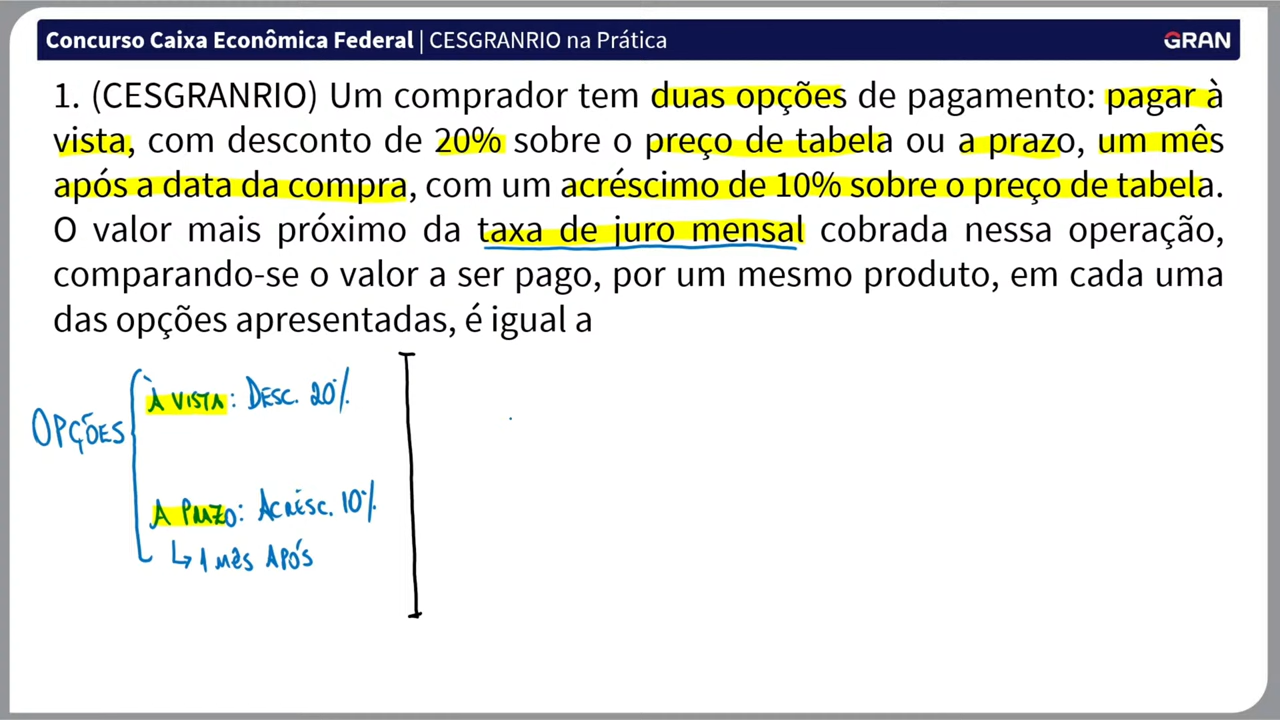 Concurso Caixa Econômica Federal | CESGRANRIO na Prática
GRAN
1. (CESGRANRIO) Um comprador tem duas opções de pagamento: pagar à
vista, com desconto de 20% sobre o preço de tabela ou a prazo, um mês
após a data da compra, com um acréscimo de 10% sobre o preço de tabela.
O valor mais próximo da taxa de juro mensal cobrada nessa operação,
comparando-se o valor a ser pago, por um mesmo produto, em cada uma
das opções apresentadas, é igual a
OPÇÕES
À VISTA: DESC. 20%
A PRAZO: ACRÉSC. 10%
↳ 1 MÊS APÓS